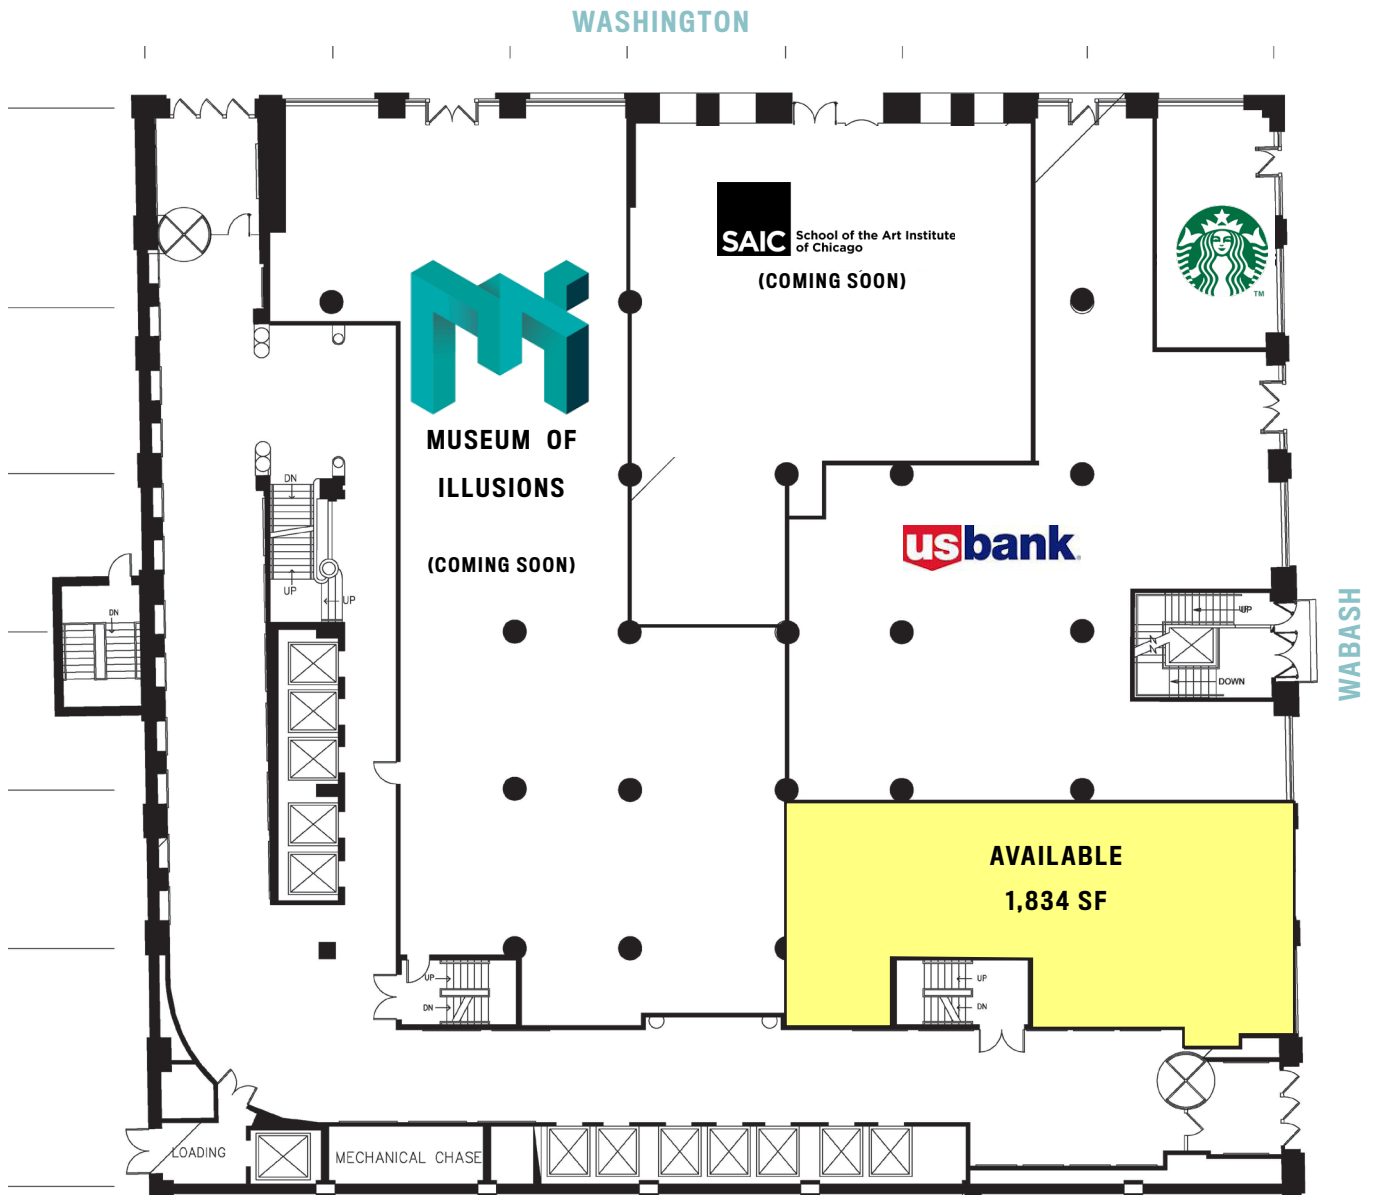 WASHINGTON
SAIC
School of the Art Institute
of Chicago
(COMING SOON)
TM
MUSEUM OF
ILLUSIONS
(COMING SOON)
DN
UP
UP
usbank
DN
UP
DOWN
WABASH
AVAILABLE
1,834 SF
UP
DN
UP
DN
LOADING
MECHANICAL CHASE